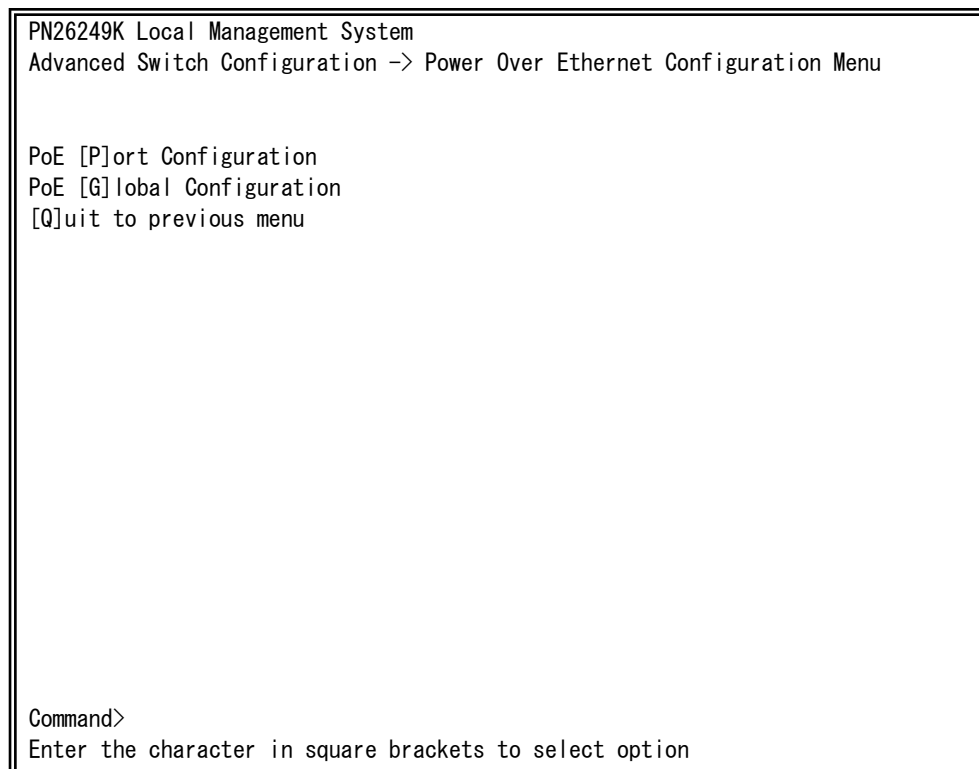 PN26249K Local Management System
Advanced Switch Configuration -> Power Over Ethernet Configuration Menu
PoE [P]ort Configuration
PoE [G]lobal Configuration
[Q]uit to previous menu
Command>
Enter the character in square brackets to select option